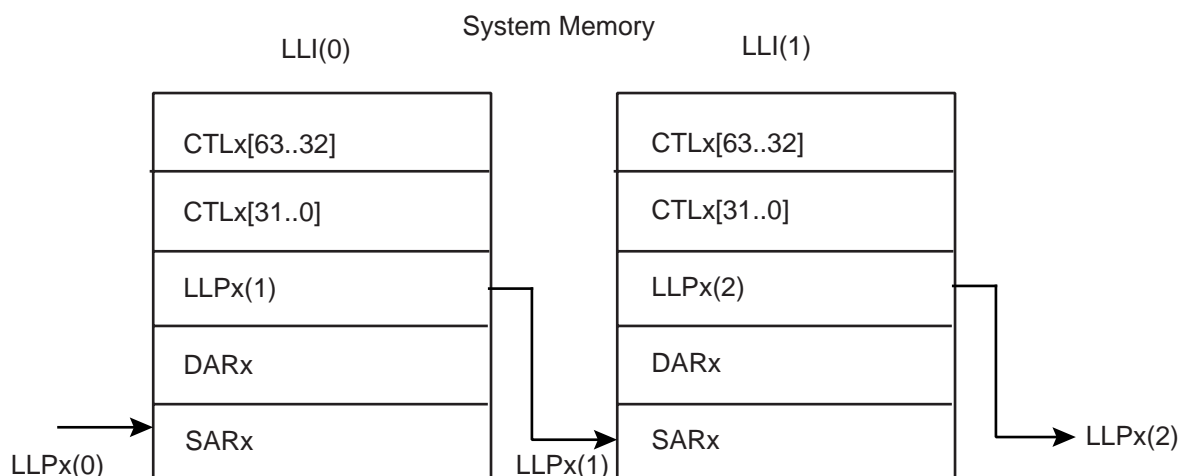 System Memory
LLI(0)
LLI(1)
CTLx[63..32]
CTLx[63..32]
CTLx[31..0]
CTLx[31..0]
LLPx(1)
LLPx(2)
DARx
DARx
SARx
SARx
LLPx(2)
LLPx(0)
LLPx(1)